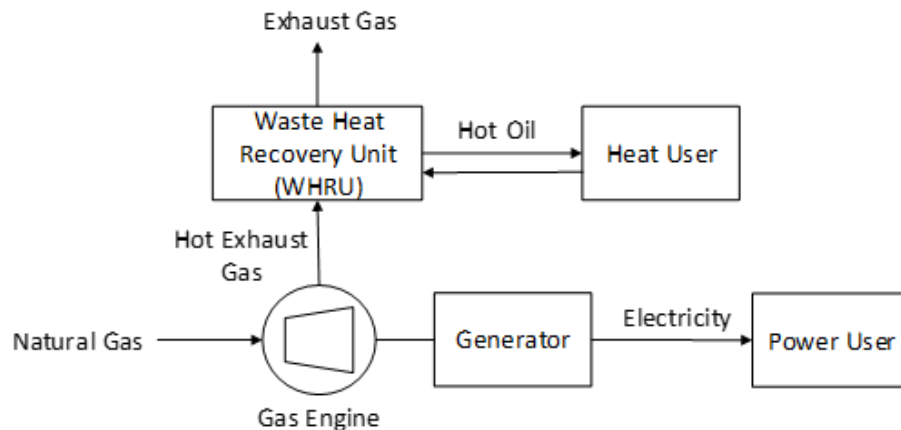 Exhaust Gas
Waste Heat
Recovery Unit
(WHRU)
Hot Oil
Heat User
Hot Exhaust
Gas
Natural Gas
Gas Engine
Generator
Electricity
Power User